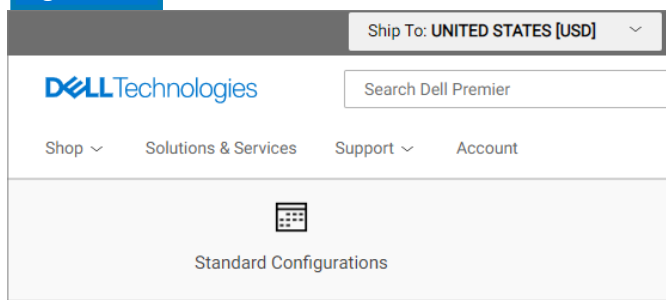 Ship To: UNITED STATES [USD]
DELLTechnologies
Search Dell Premier
Shop
Solutions & Services
Support
Account
Standard Configurations